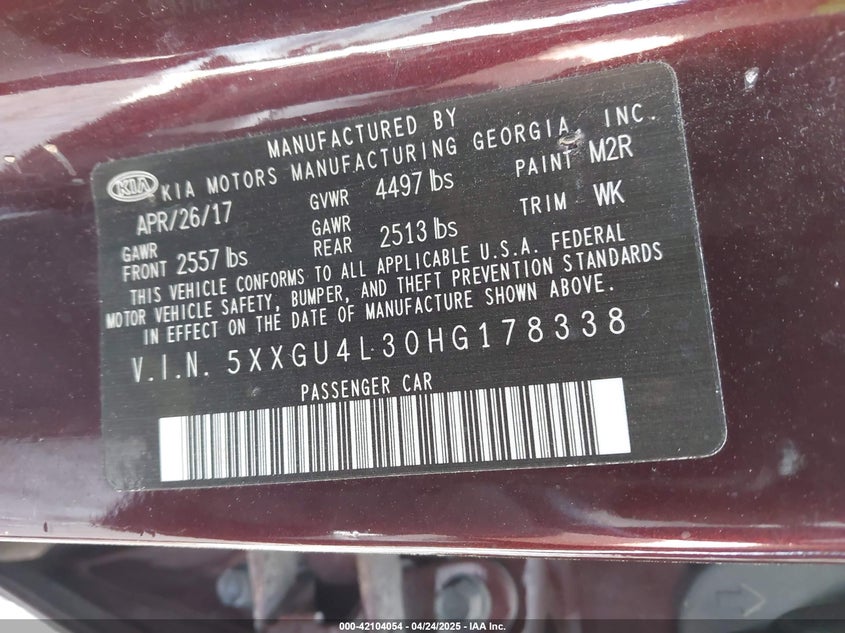 MANUFACTURED BY
KIA KIA MOTORS MANUFACTURING GEORGIA, INC.
APR/26/17 GVWR 4497 lbs PAINT M2R
GAWR FRONT 2557 lbs GAWR REAR 2513 lbs TRIM WK
THIS VEHICLE CONFORMS TO ALL APPLICABLE U.S.A. FEDERAL
MOTOR VEHICLE SAFETY, BUMPER, AND THEFT PREVENTION STANDARDS
IN EFFECT ON THE DATE OF MANUFACTURE SHOWN ABOVE.
V.I.N. 5XXGU4L30HG178338
PASSENGER CAR
000-42104054 - 04/24/2025 - IAA Inc.